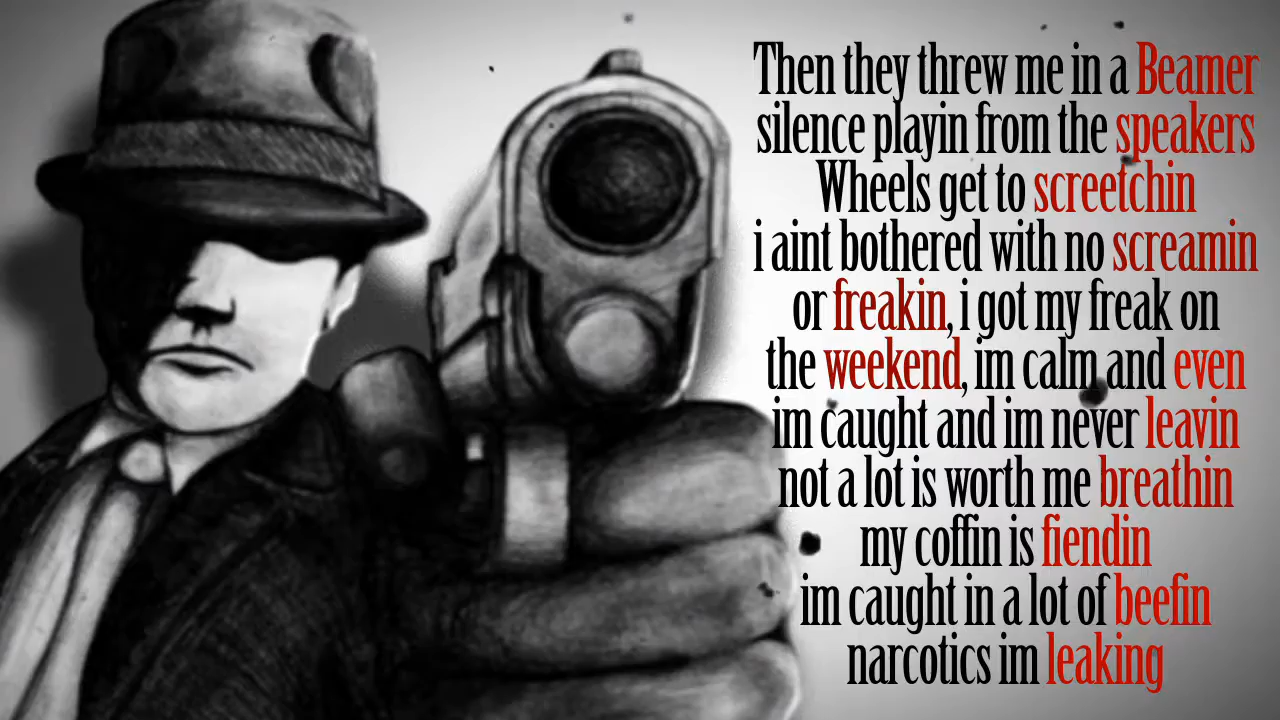 Then they threw me in a Beamer
silence playin from the speakers
Wheels get to screetchin
i aint bothered with no screamin
or freakin, i got my freak on
the weekend, im calm and even
im caught and im never leavin
not a lot is worth me breathin
my coffin is fiendin
im caught in a lot of beefin
narcotics im leaking